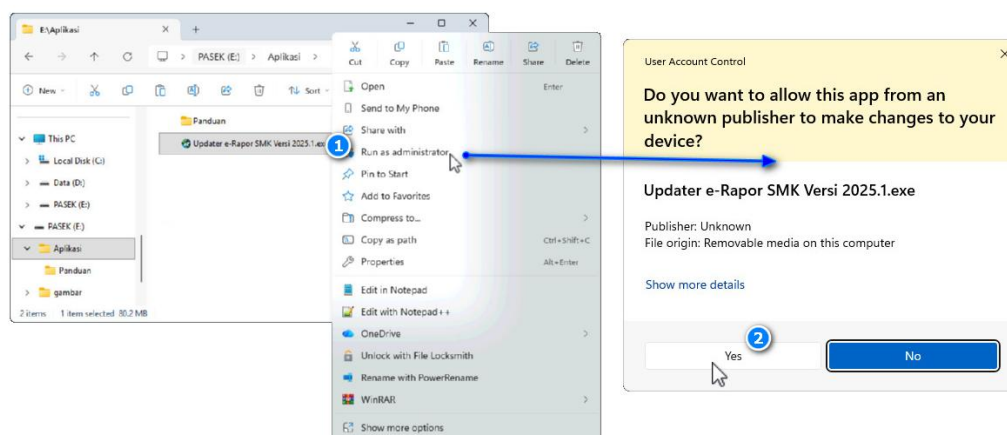 E:\Aplikasi
PASEK (E:) > Aplikasi >
New
Sort
This PC
Local Disk (C:)
Data (D:)
PASEK (E:)
PASEK (E:)
Aplikasi
Panduan
gambar
2 items 1 item selected 80.2 MB
Panduan
Updater e-Rapor SMK Versi 2025.1.exe
1
Cut Copy Paste Rename Share Delete
Open Enter
Send to My Phone
Share with
Run as administrator
Pin to Start
Add to Favorites
Compress to...
Copy as path Ctrl+Shift+C
Properties Alt+Enter
Edit in Notepad
Edit with Notepad++
OneDrive
Unlock with File Locksmith
Rename with PowerRename
WinRAR
Show more options
User Account Control
Do you want to allow this app from an
unknown publisher to make changes to your
device?
Updater e-Rapor SMK Versi 2025.1.exe
Publisher: Unknown
File origin: Removable media on this computer
Show more details
2
Yes No